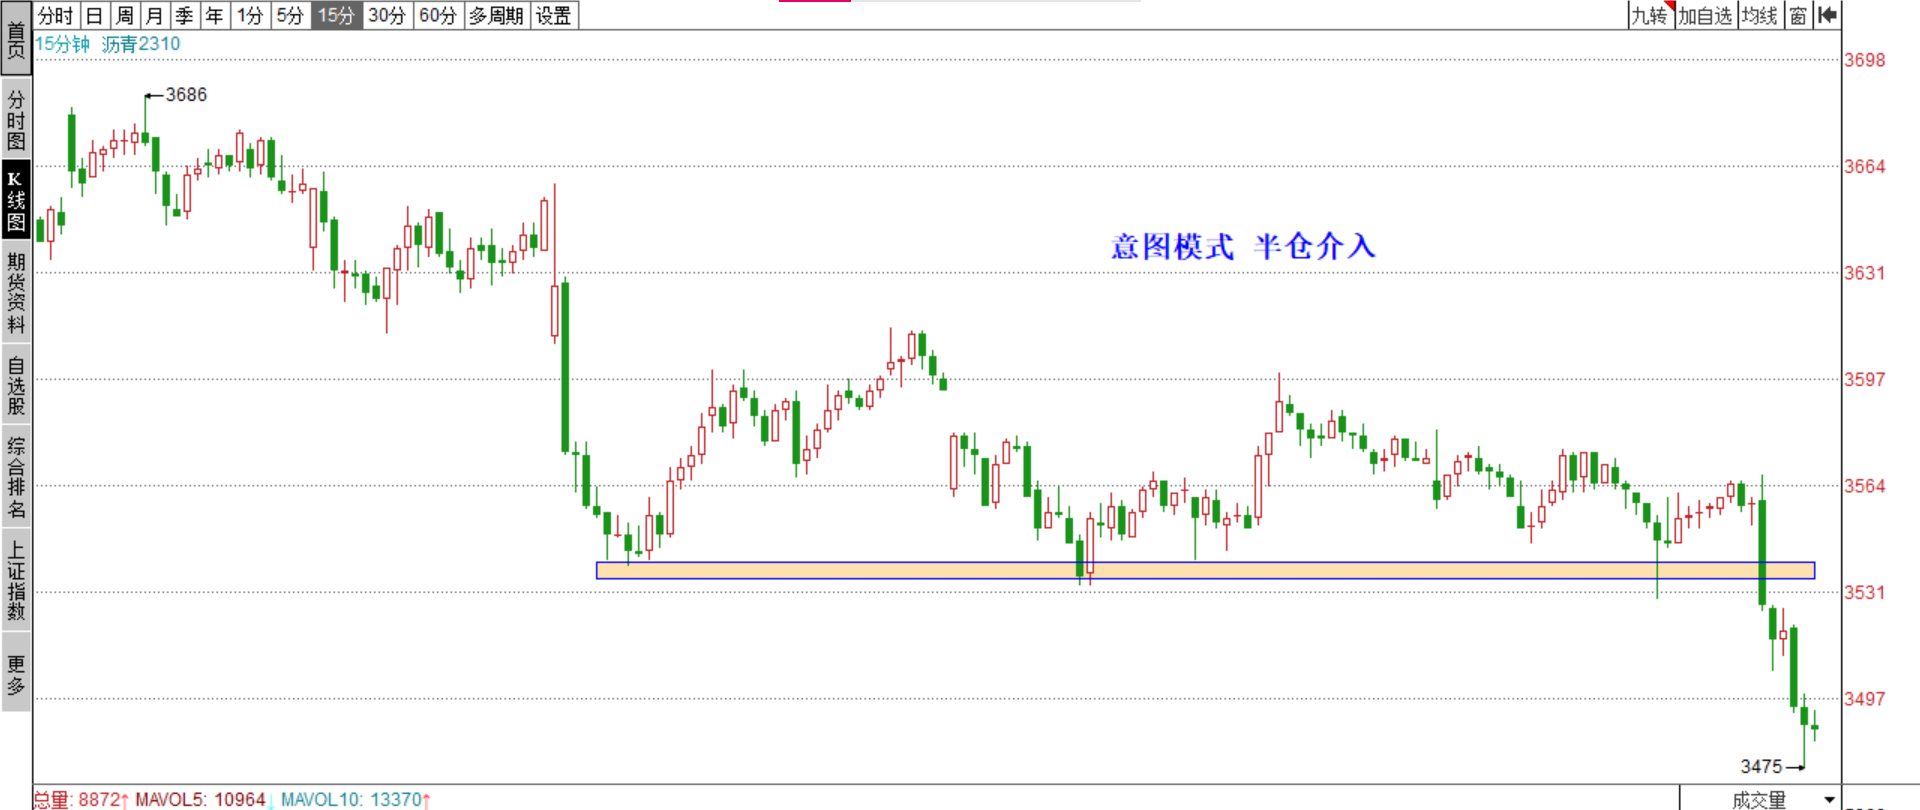 分时 日 周 月 季 年 1分 5分 15分 30分 60分 多周期 设置 九转 加自选 均线 窗
首页
分时图
K线图
期货资料
自选股
综合排名
上证指数
更多
15分钟 沥青2310
3698
3686
3664
意图模式 半仓介入
3631
3597
3564
3531
3497
3475
总量: 8872↑ MAVOL5: 10964↓ MAVOL10: 13370↑ 成交量